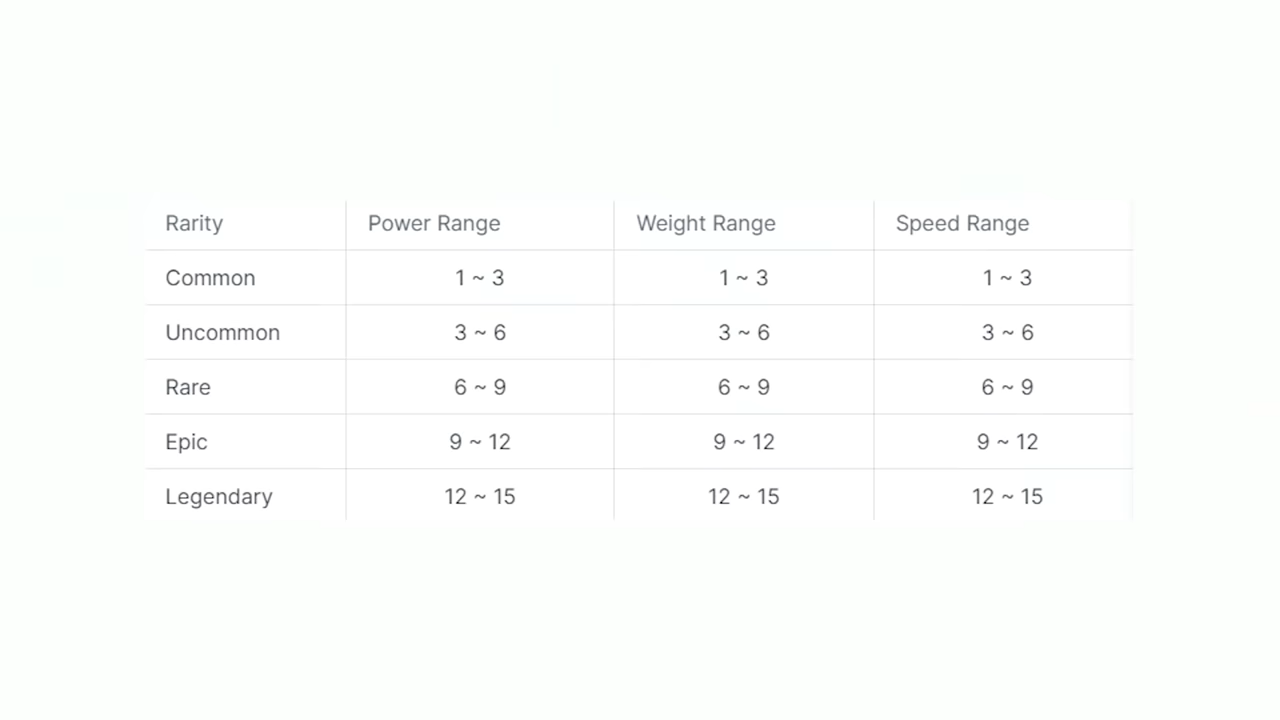 Rarity Power Range Weight Range Speed Range
Common 1 ~ 3 1 ~ 3 1 ~ 3
Uncommon 3 ~ 6 3 ~ 6 3 ~ 6
Rare 6 ~ 9 6 ~ 9 6 ~ 9
Epic 9 ~ 12 9 ~ 12 9 ~ 12
Legendary 12 ~ 15 12 ~ 15 12 ~ 15